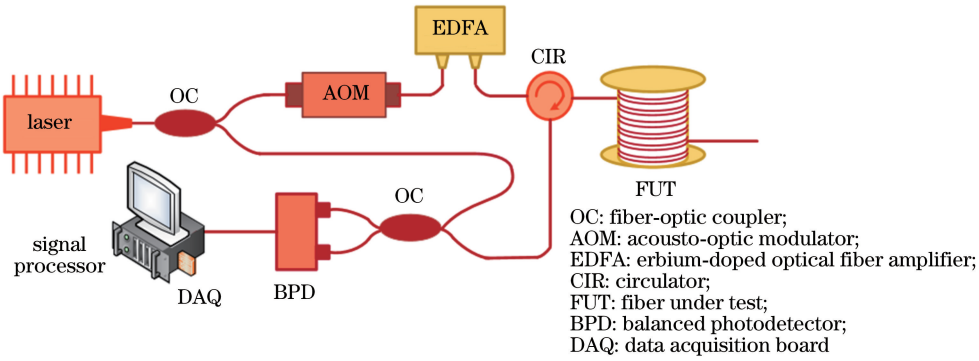 EDFA
CIR
OC
AOM
laser
FUT
OC
signal
processor
DAQ
BPD
OC: fiber-optic coupler;
AOM: acousto-optic modulator;
EDFA: erbium-doped optical fiber amplifier;
CIR: circulator;
FUT: fiber under test;
BPD: balanced photodetector;
DAQ: data acquisition board